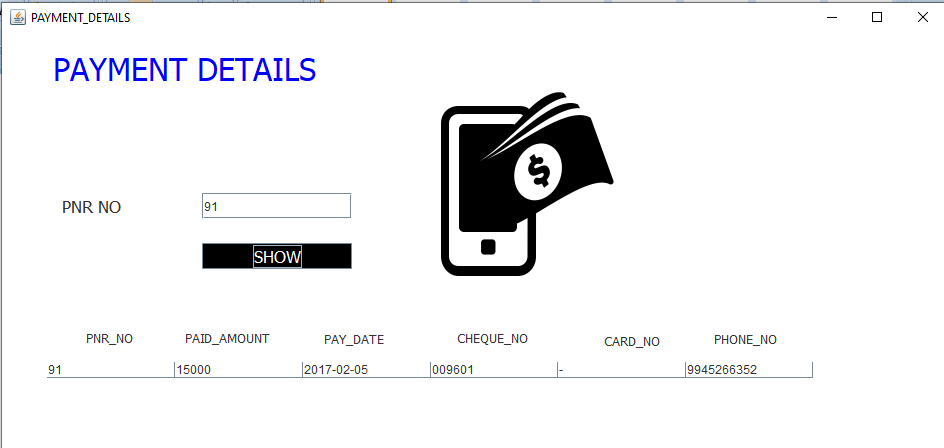 PAYMENT_DETAILS
PAYMENT DETAILS
$
PNR NO 91
SHOW
PNR_NO PAID_AMOUNT PAY_DATE CHEQUE_NO CARD_NO PHONE_NO
91 15000 2017-02-05 009601 - 9945266352